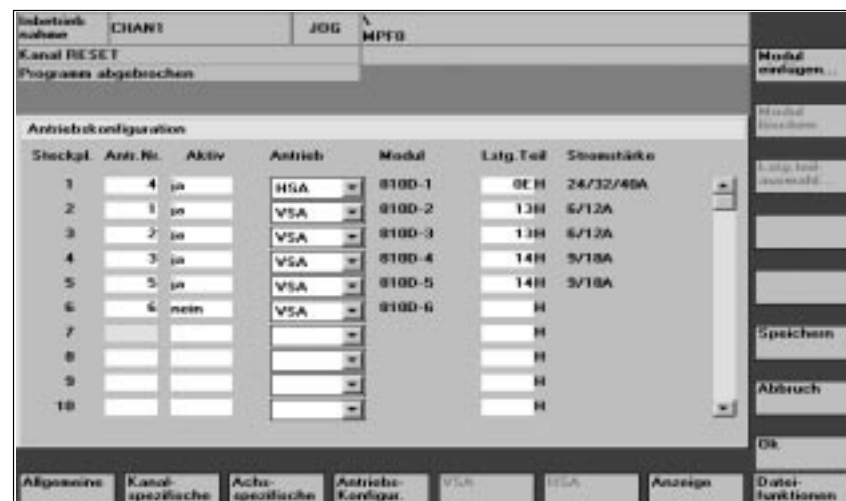 Inbetrieb-
nahme
CHAN1
JOG
\
MPF0
Kanal RESET
Programm abgebrochen
Modul
einfügen...
Modul
löschen
Lstg.teil
auswahl...
Antriebskonfiguration
Steckpl. Antr.Nr. Aktiv Antrieb Modul Lstg.Teil Stromstärke
1 4 ja HSA 810D-1 0EH 24/32/40A
2 1 ja VSA 810D-2 13H 6/12A
3 2 ja VSA 810D-3 13H 6/12A
4 3 ja VSA 810D-4 14H 9/18A
5 5 ja VSA 810D-5 14H 9/18A
6 6 nein VSA 810D-6 H
7 H
8 H
9 H
10 H
Speichern
Abbruch
Ok
Allgemeine
Kanal-
spezifische
Achs-
spezifische
Antriebs-
Konfigur.
VSA
HSA
Anzeige
Datei-
funktionen